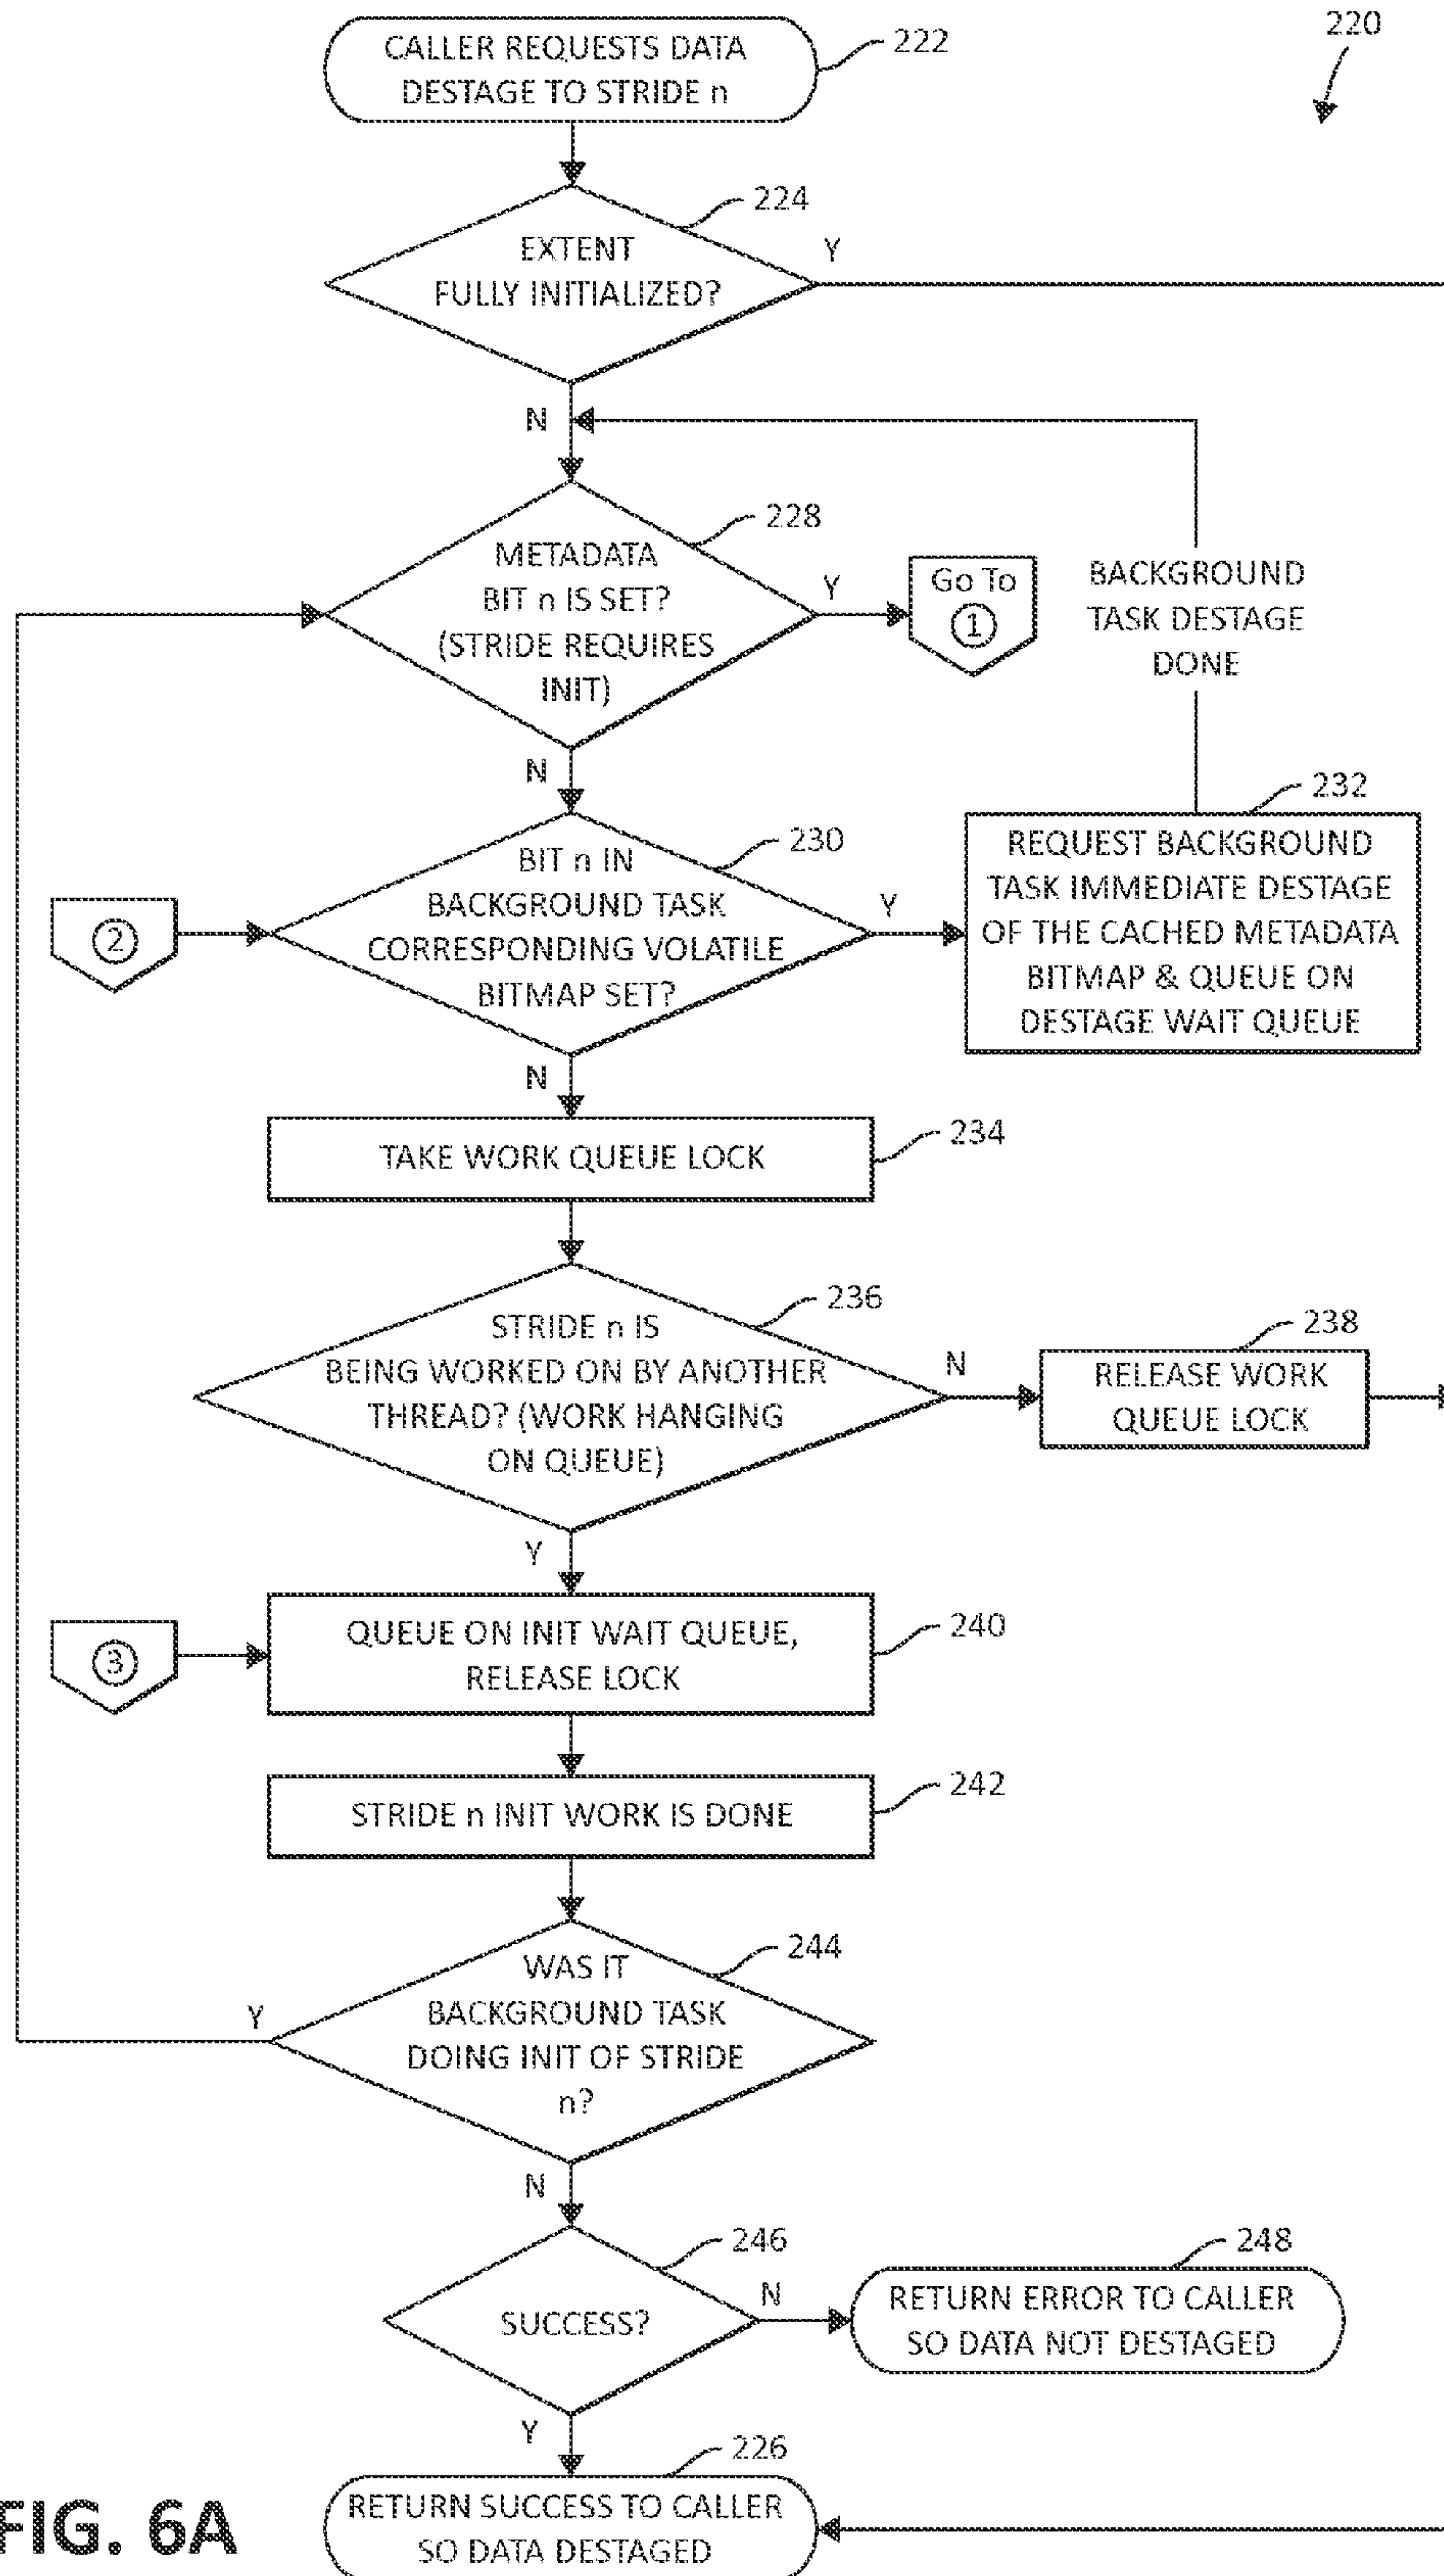 220
CALLER REQUESTS DATA
DESTAGE TO STRIDE n
222
224
EXTENT
FULLY INITIALIZED?
Y
N
228
METADATA
BIT n IS SET?
(STRIDE REQUIRES
INIT)
Y
Go To
1
BACKGROUND
TASK DESTAGE
DONE
N
232
230
BIT n IN
BACKGROUND TASK
CORRESPONDING VOLATILE
BITMAP SET?
Y
2
REQUEST BACKGROUND
TASK IMMEDIATE DESTAGE
OF THE CACHED METADATA
BITMAP & QUEUE ON
DESTAGE WAIT QUEUE
N
TAKE WORK QUEUE LOCK
234
236
STRIDE n IS
BEING WORKED ON BY ANOTHER
THREAD? (WORK HANGING
ON QUEUE)
N
238
RELEASE WORK
QUEUE LOCK
Y
3
QUEUE ON INIT WAIT QUEUE,
RELEASE LOCK
240
STRIDE n INIT WORK IS DONE
242
244
WAS IT
BACKGROUND TASK
DOING INIT OF STRIDE
n?
Y
N
246
SUCCESS?
N
248
RETURN ERROR TO CALLER
SO DATA NOT DESTAGED
Y
226
RETURN SUCCESS TO CALLER
SO DATA DESTAGED
FIG. 6A